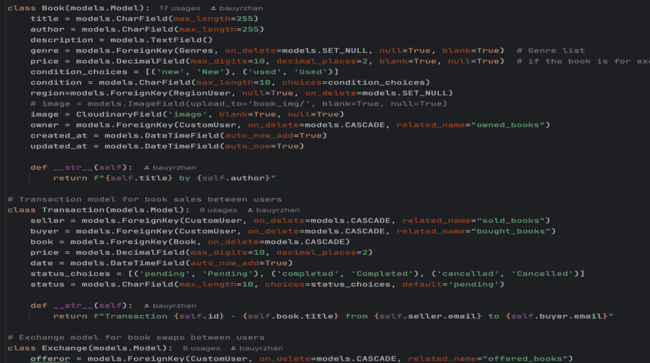 class Book(models.Model):  17 usages  bauyrzhan
    title = models.CharField(max_length=255)
    author = models.CharField(max_length=255)
    description = models.TextField()
    genre = models.ForeignKey(Genres, on_delete=models.SET_NULL, null=True, blank=True)  # Genre list
    price = models.DecimalField(max_digits=10, decimal_places=2, blank=True, null=True)  # if the book is for ex
    condition_choices = [('new', 'New'), ('used', 'Used')]
    condition = models.CharField(max_length=10, choices=condition_choices)
    region=models.ForeignKey(RegionUser, null=True, on_delete=models.SET_NULL)
    # image = models.ImageField(upload_to='book_img/', blank=True, null=True)
    image = CloudinaryField('image', blank=True, null=True)
    owner = models.ForeignKey(CustomUser, on_delete=models.CASCADE, related_name="owned_books")
    created_at = models.DateTimeField(auto_now_add=True)
    updated_at = models.DateTimeField(auto_now=True)
    def __str__(self):  bauyrzhan
        return f"{self.title} by {self.author}"
# Transaction model for book sales between users
class Transaction(models.Model):  8 usages  bauyrzhan
    seller = models.ForeignKey(CustomUser, on_delete=models.CASCADE, related_name="sold_books")
    buyer = models.ForeignKey(CustomUser, on_delete=models.CASCADE, related_name="bought_books")
    book = models.ForeignKey(Book, on_delete=models.CASCADE)
    price = models.DecimalField(max_digits=10, decimal_places=2)
    date = models.DateTimeField(auto_now_add=True)
    status_choices = [('pending', 'Pending'), ('completed', 'Completed'), ('cancelled', 'Cancelled')]
    status = models.CharField(max_length=10, choices=status_choices, default='pending')
    def __str__(self):  bauyrzhan
        return f"Transaction {self.id} - {self.book.title} from {self.seller.email} to {self.buyer.email}"
# Exchange model for book swaps between users
class Exchange(models.Model):  8 usages  bauyrzhan
    offeror = models.ForeignKey(CustomUser, on_delete=models.CASCADE, related_name="offered_books")